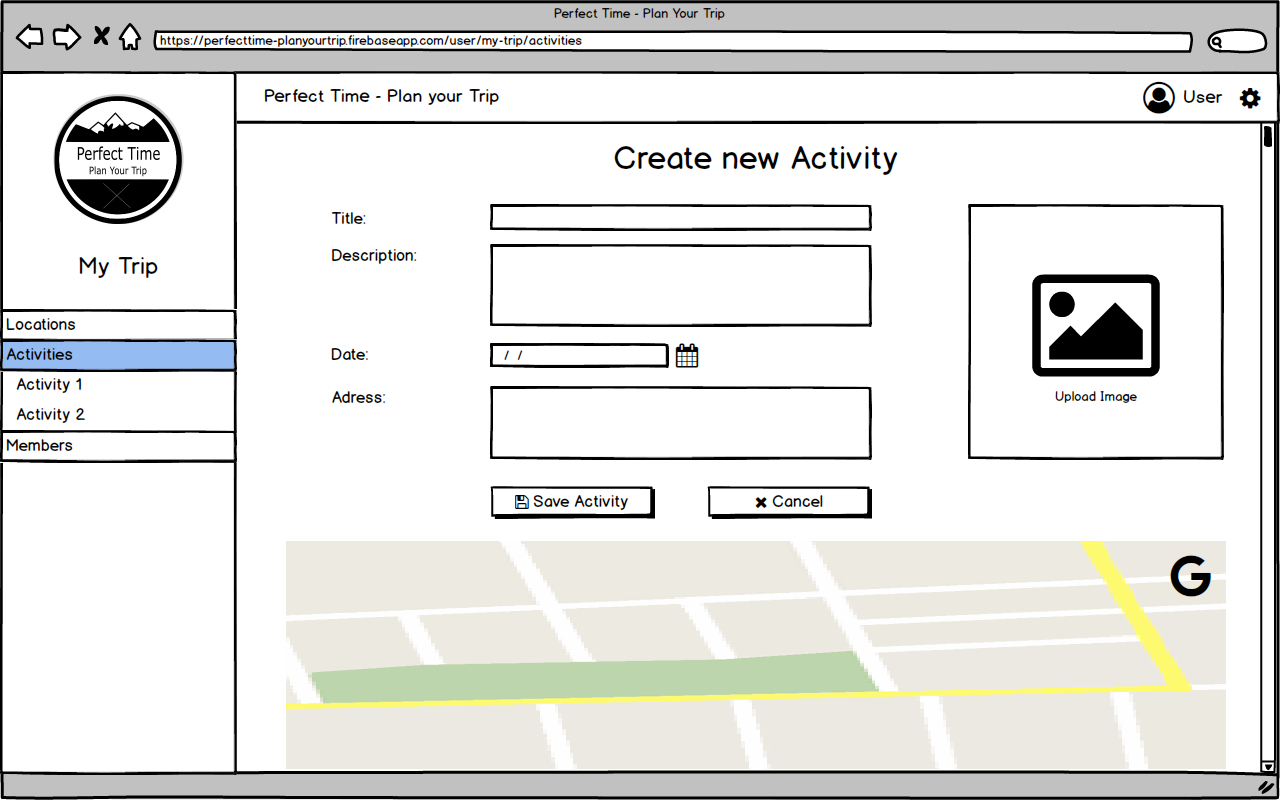 Perfect Time - Plan Your Trip
https://perfecttime-planyourtrip.firebaseapp.com/user/my-trip/activities
Perfect Time - Plan your Trip
User
Perfect Time
Plan Your Trip
My Trip
Locations
Activities
Activity 1
Activity 2
Members
Create new Activity
Title:
Description:
Date:
/ /
Adress:
Upload Image
Save Activity
Cancel
G